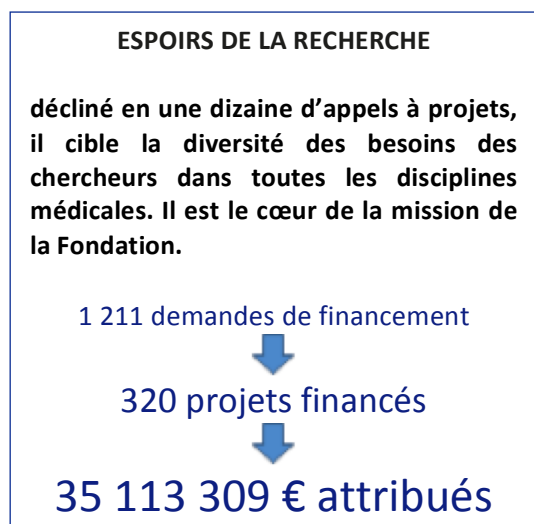 ESPOIRS DE LA RECHERCHE
décliné en une dizaine d’appels à projets,
il cible la diversité des besoins des
chercheurs dans toutes les disciplines
médicales. Il est le cœur de la mission de
la Fondation.
1 211 demandes de financement
320 projets financés
35 113 309 € attribués